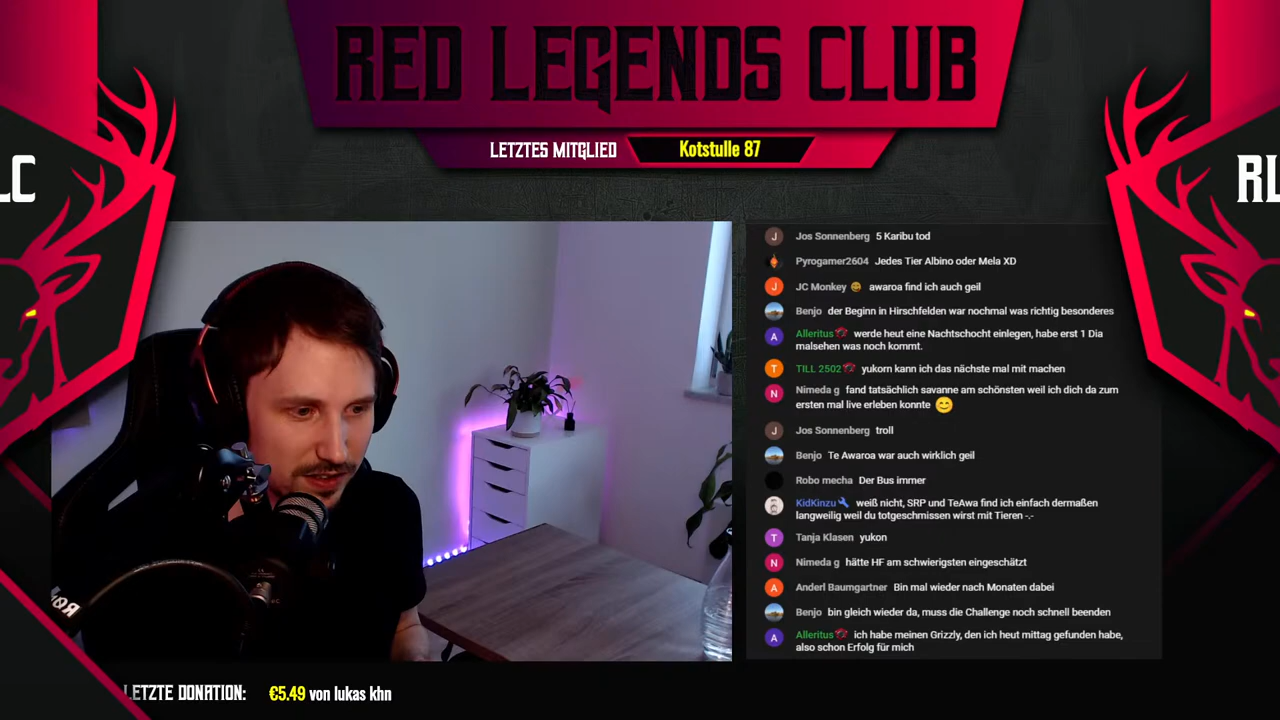 RED LEGENDS CLUB
LETZTES MITGLIED Kotstulle 87
LC
RL
Jos Sonnenberg 5 Karibu tod
Pyrogamer2604 Jedes Tier Albino oder Mela XD
JC Monkey awaroa find ich auch geil
Benjo der Beginn in Hirschfelden war nochmal was richtig besonderes
Alleritus werde heut eine Nachtschocht einlegen, habe erst 1 Dia
malsehen was noch kommt.
TILL 2502 yukorn kann ich das nächste mal mit machen
Nimeda g fand tatsächlich savanne am schönsten weil ich dich da zum
ersten mal live erleben konnte 😊
Jos Sonnenberg troll
Benjo Te Awaroa war auch wirklich geil
Robo mecha Der Bus immer
KidKinzu weiß nicht, SRP und TeAwa find ich einfach dermaßen
langweilig weil du totgeschmissen wirst mit Tieren -.-
Tanja Klasen yukon
Nimeda g hätte HF am schwierigsten eingeschätzt
Anderl Baumgartner Bin mal wieder nach Monaten dabei
Benjo bin gleich wieder da, muss die Challenge noch schnell beenden
Alleritus ich habe meinen Grizzly, den ich heut mittag gefunden habe,
also schon Erfolg für mich
LETZTE DONATION: €5.49 von lukas khn